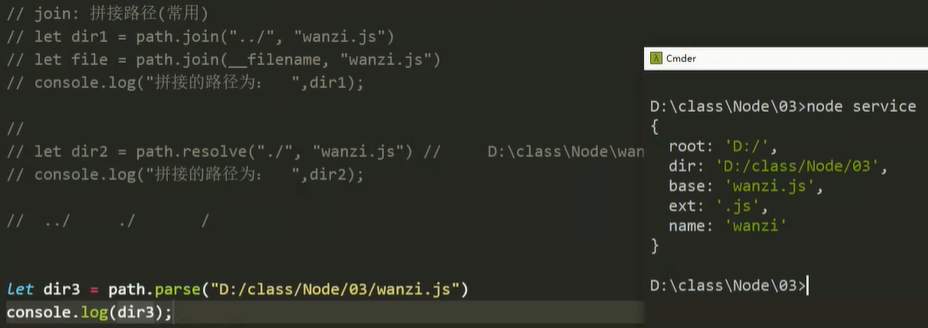 // join: 拼接路径(常用)
// let dir1 = path.join("../", "wanzi.js")
// let file = path.join(__filename, "wanzi.js")
// console.log("拼接的路径为:   ",dir1);
//
// let dir2 = path.resolve("./", "wanzi.js") //     D:\class\Node\wan
// console.log("拼接的路径为:   ",dir2);
//  ../     ./       /
let dir3 = path.parse("D:/class/Node/03/wanzi.js")
console.log(dir3);
Cmder
D:\class\Node\03>node service
{
  root: 'D:/',
  dir: 'D:/class/Node/03',
  base: 'wanzi.js',
  ext: '.js',
  name: 'wanzi'
}
D:\class\Node\03>